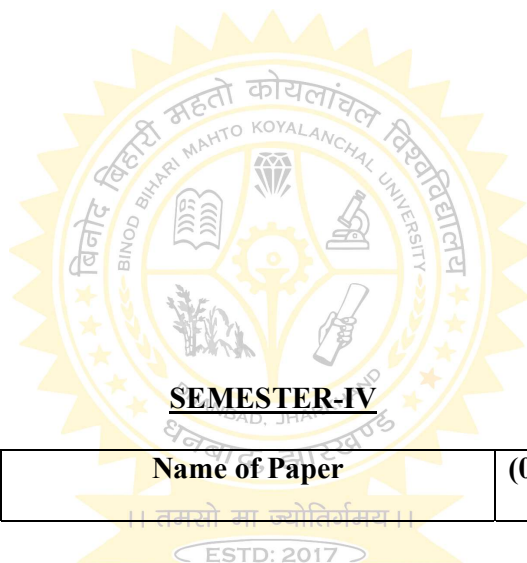 बिनोद बिहारी महतो कोयलांचल विश्वविद्यालय
BINOD BIHARI MAHTO KOYALANCHAL UNIVERSITY
SEMESTER-IV
DHANBAD, JHARKHAND
धनबाद, झारखण्ड
Name of Paper (0
।। तमसो मा ज्योतिर्गमय ।।
ESTD: 2017